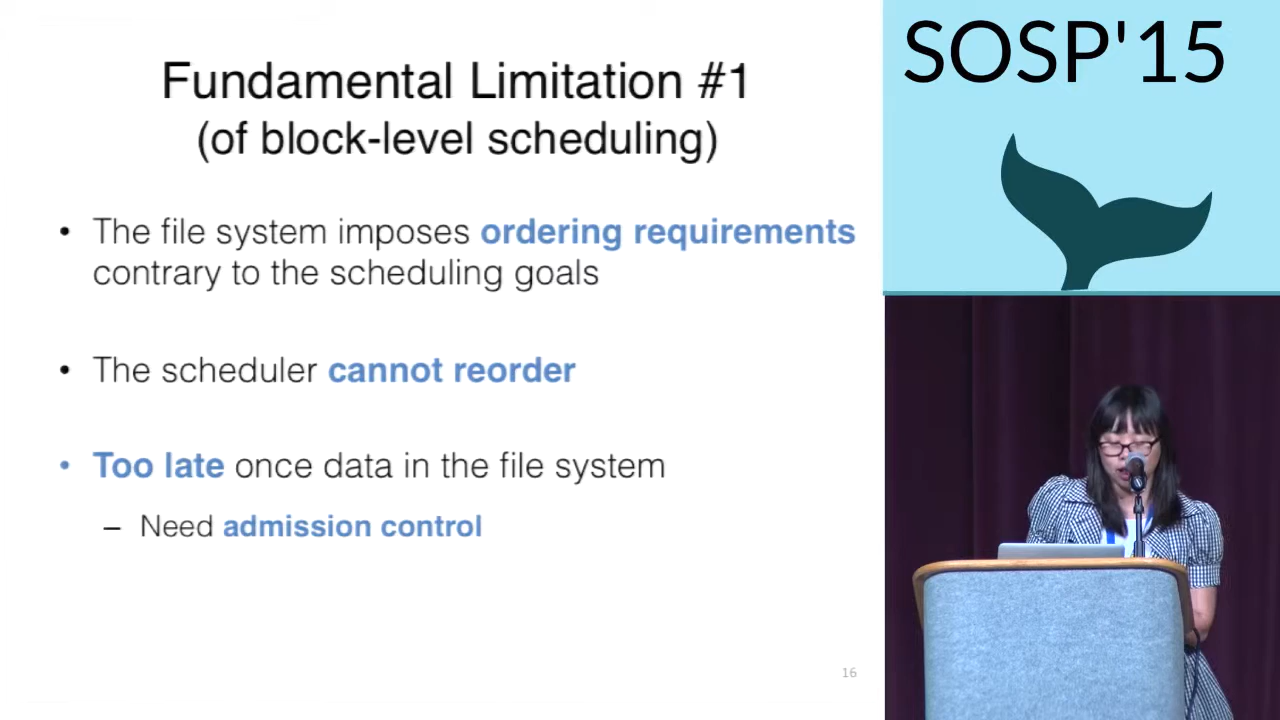 Fundamental Limitation #1
(of block-level scheduling)
• The file system imposes ordering requirements
contrary to the scheduling goals
• The scheduler cannot reorder
• Too late once data in the file system
– Need admission control
16
SOSP'15